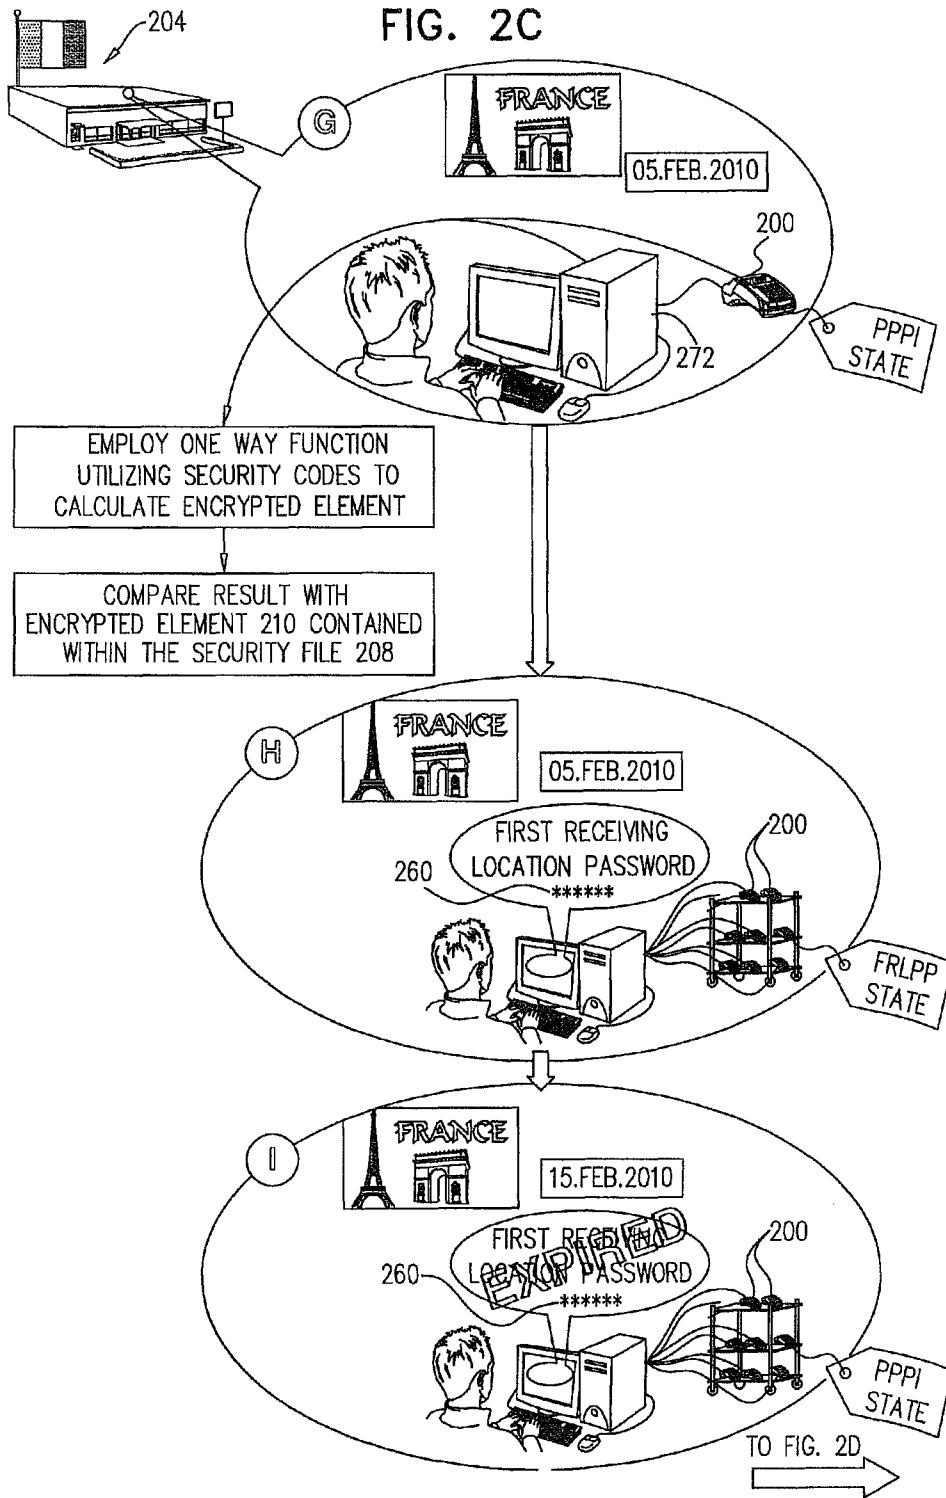 FIG. 2C
204
G
FRANCE
05.FEB.2010
200
PPPI
STATE
272
EMPLOY ONE WAY FUNCTION
UTILIZING SECURITY CODES TO
CALCULATE ENCRYPTED ELEMENT
COMPARE RESULT WITH
ENCRYPTED ELEMENT 210 CONTAINED
WITHIN THE SECURITY FILE 208
H
FRANCE
05.FEB.2010
FIRST RECEIVING
LOCATION PASSWORD
******
260
200
FRLPP
STATE
I
FRANCE
15.FEB.2010
FIRST RECEIVING
LOCATION PASSWORD
******
EXPIRED
260
200
PPPI
STATE
TO FIG. 2D